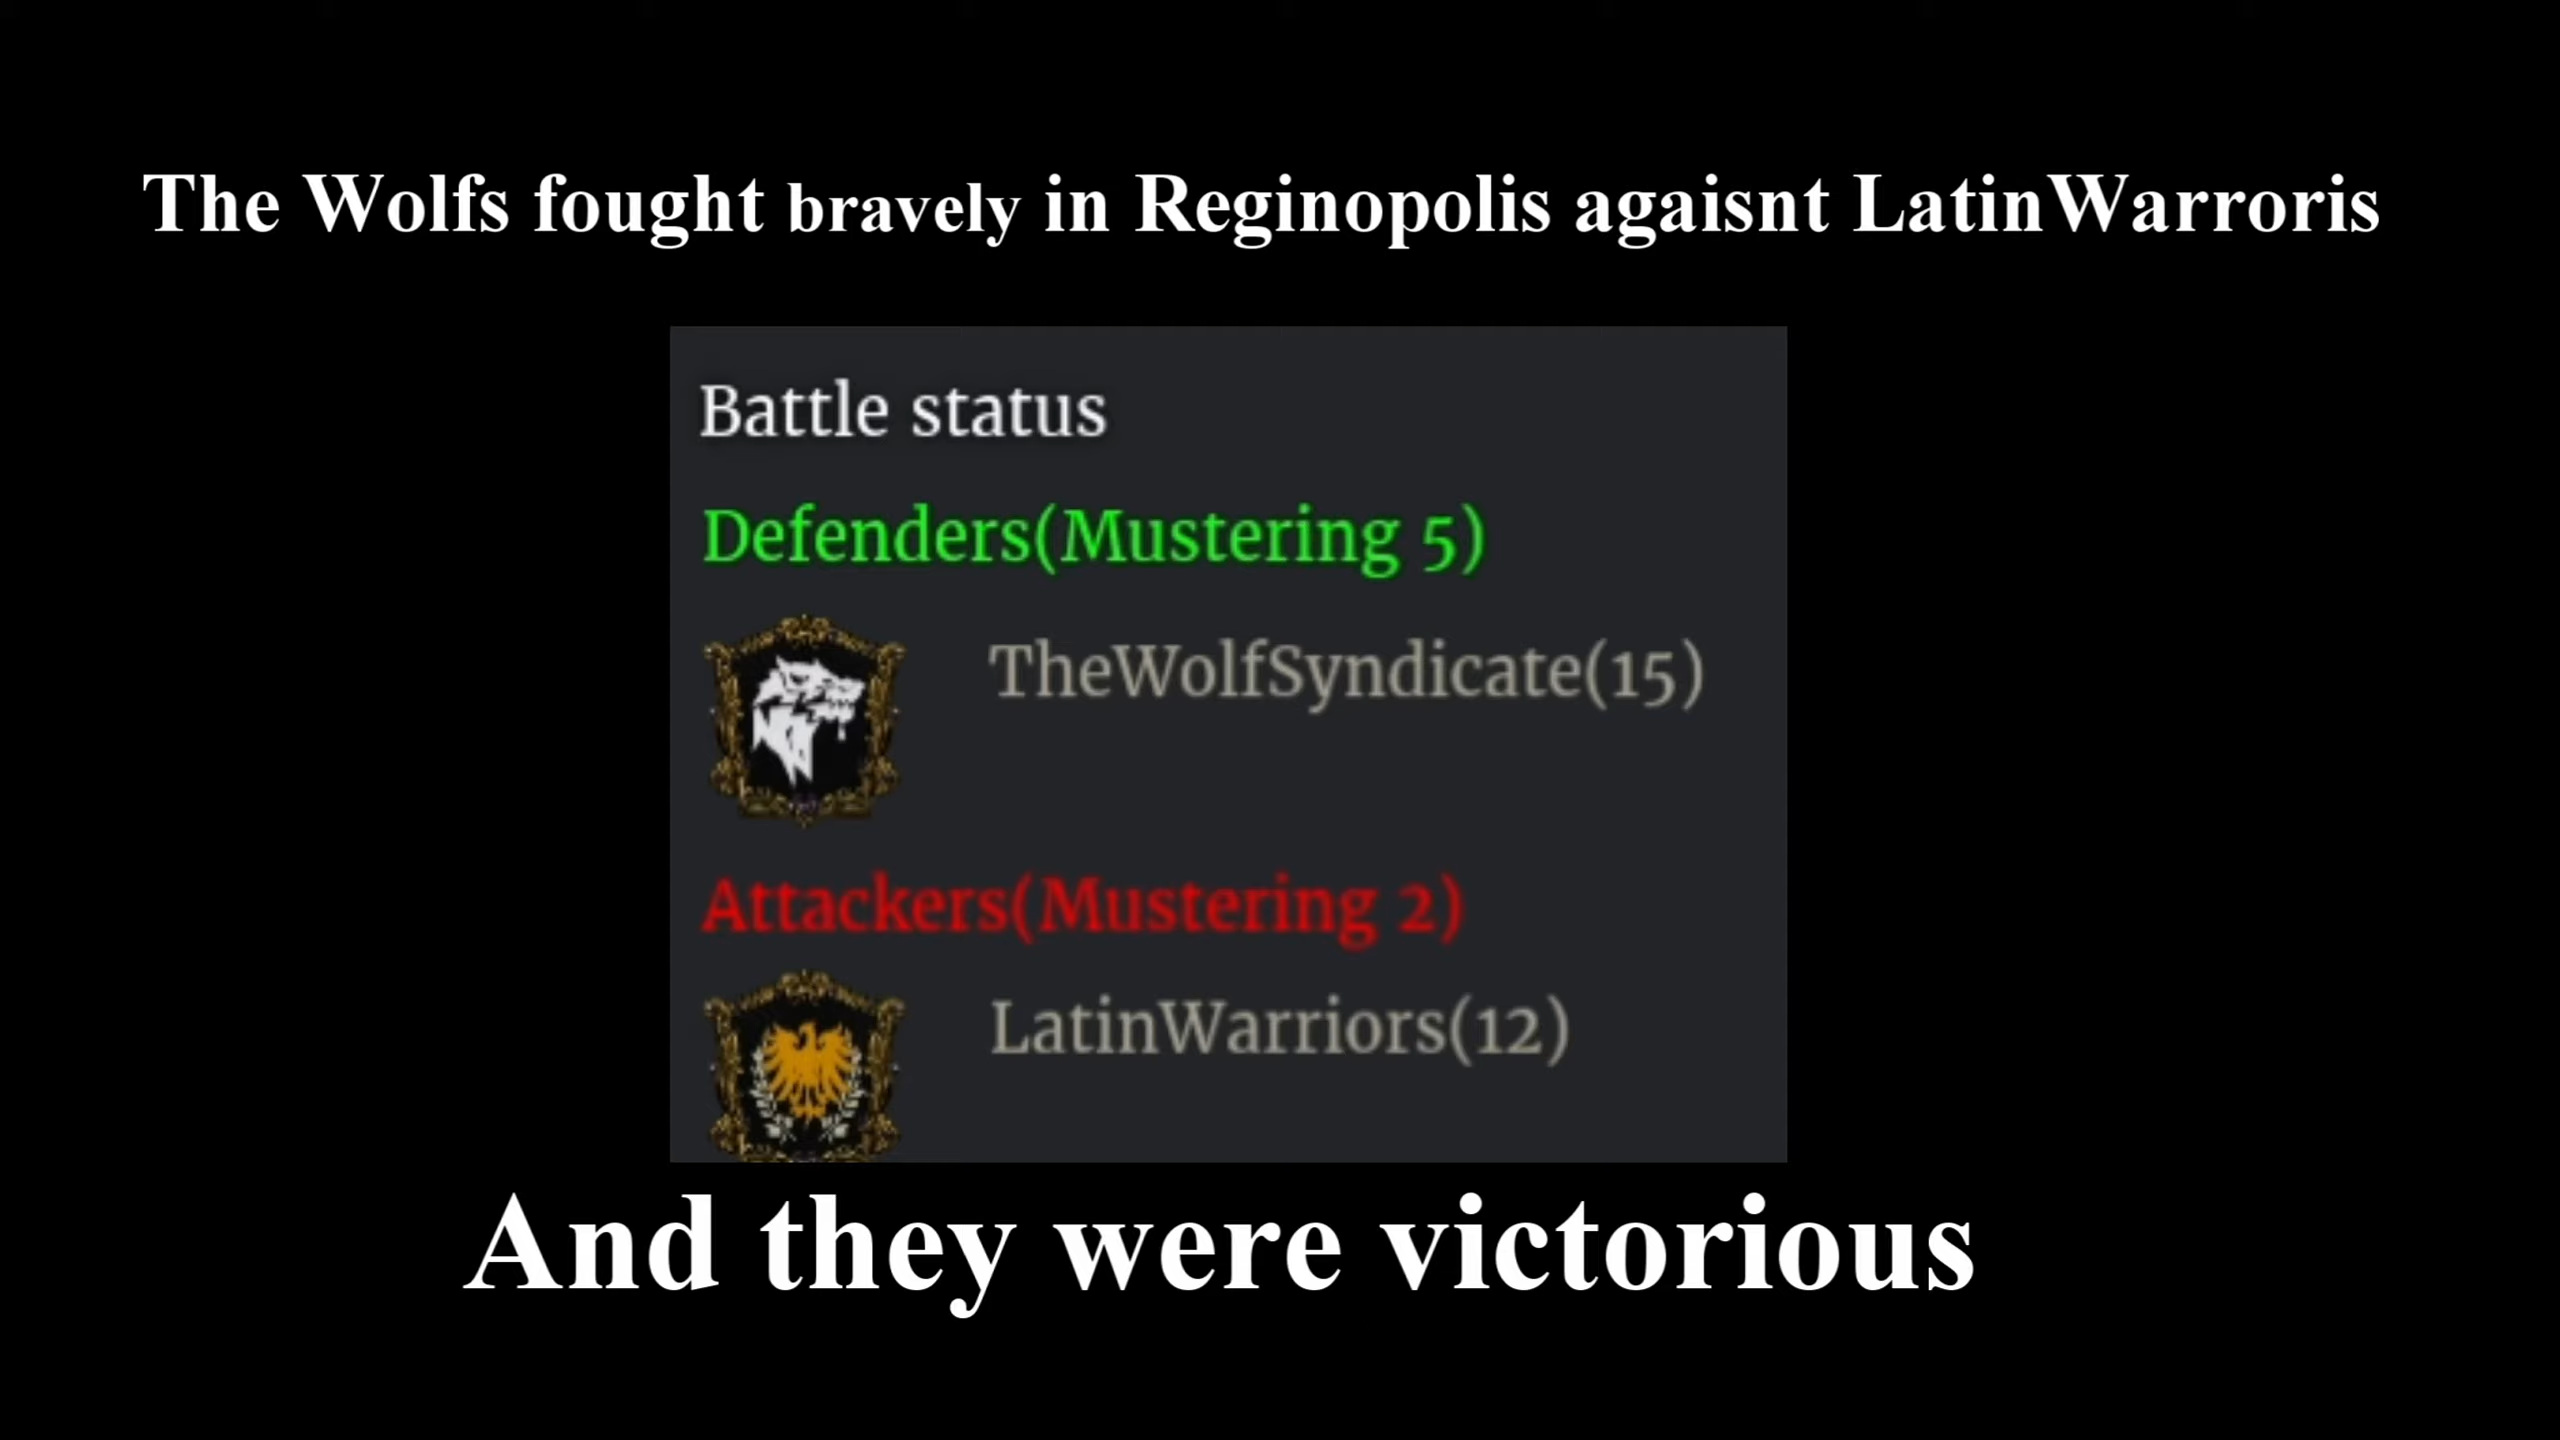 The Wolfs fought bravely in Reginopolis agaisnt LatinWarroris
Battle status
Defenders(Mustering 5)
TheWolfSyndicate(15)
Attackers(Mustering 2)
LatinWarriors(12)
And they were victorious